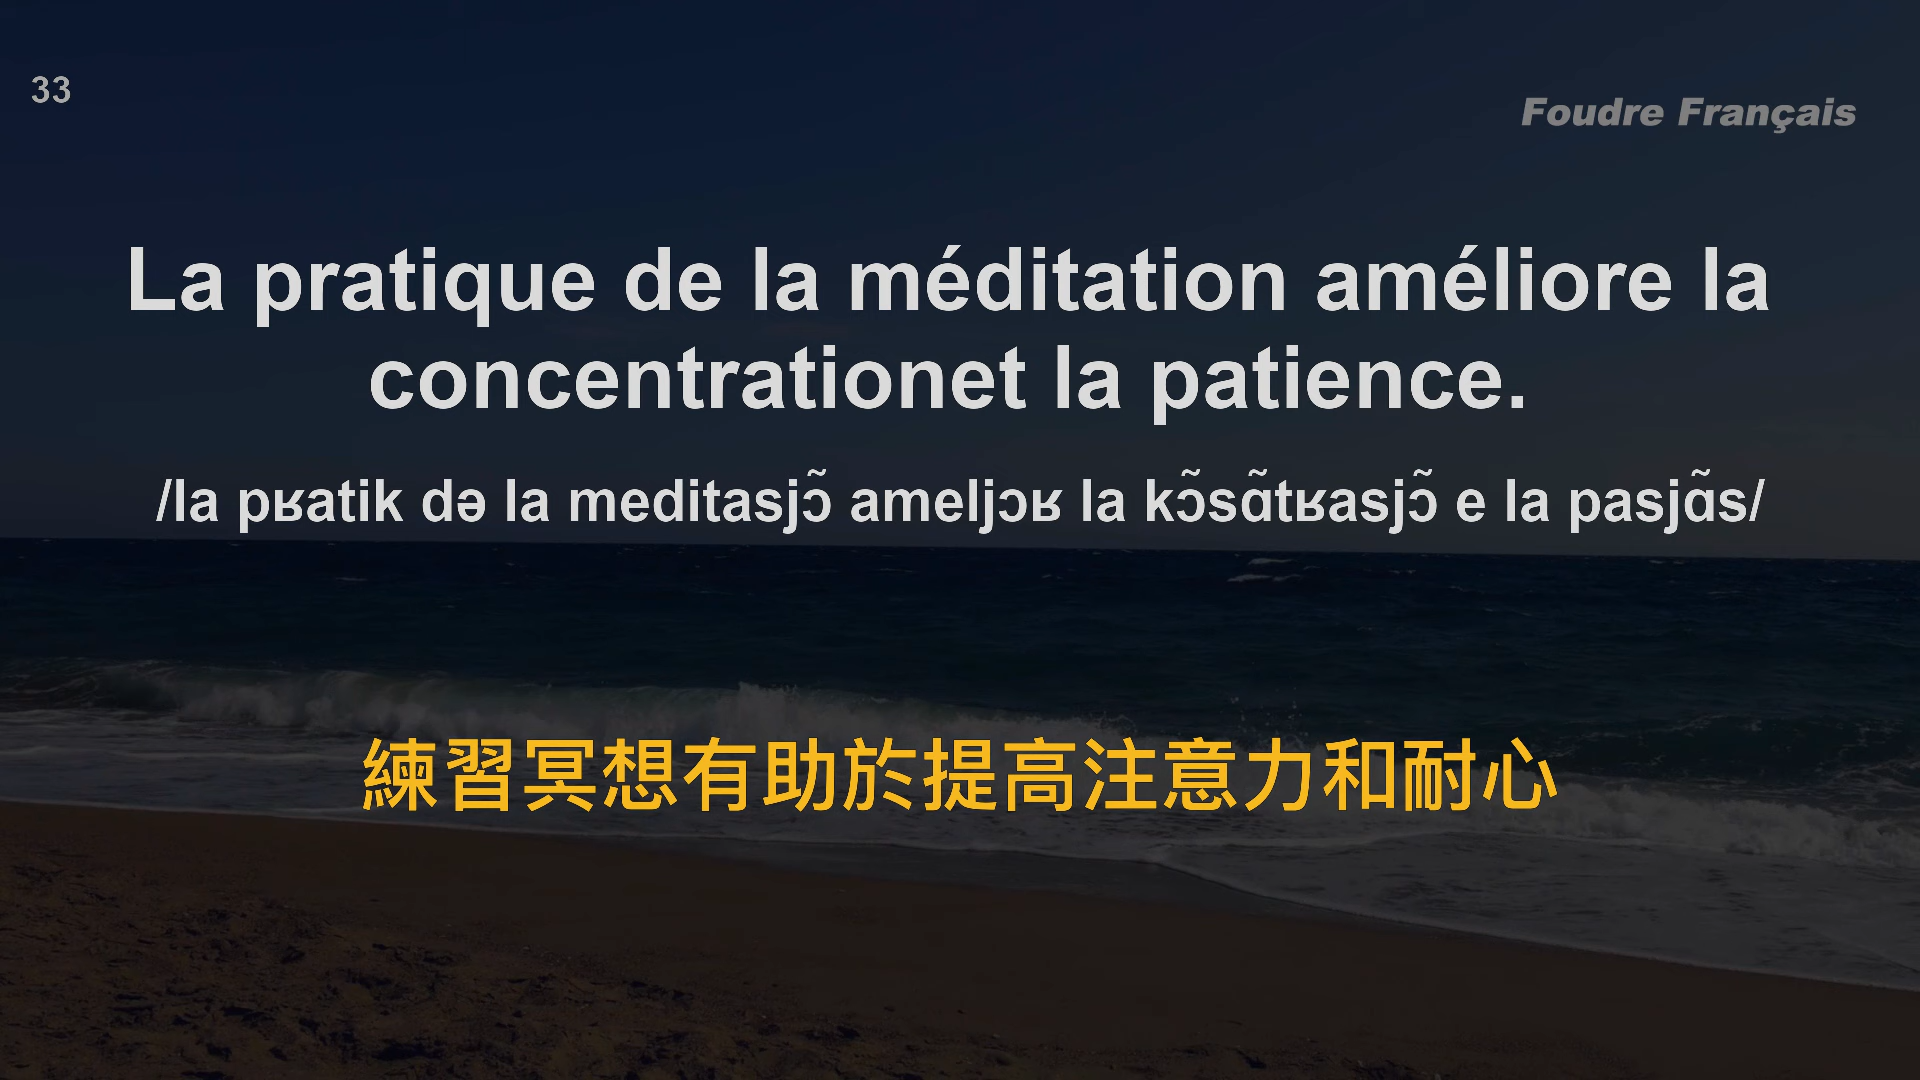 33
Foudre Français
La pratique de la méditation améliore la
concentrationet la patience.
/la pʁatik də la meditasjɔ̃ ameljɔʁ la kɔ̃sɑ̃tʁasjɔ̃ e la pasjɑ̃s/
練習冥想有助於提高注意力和耐心